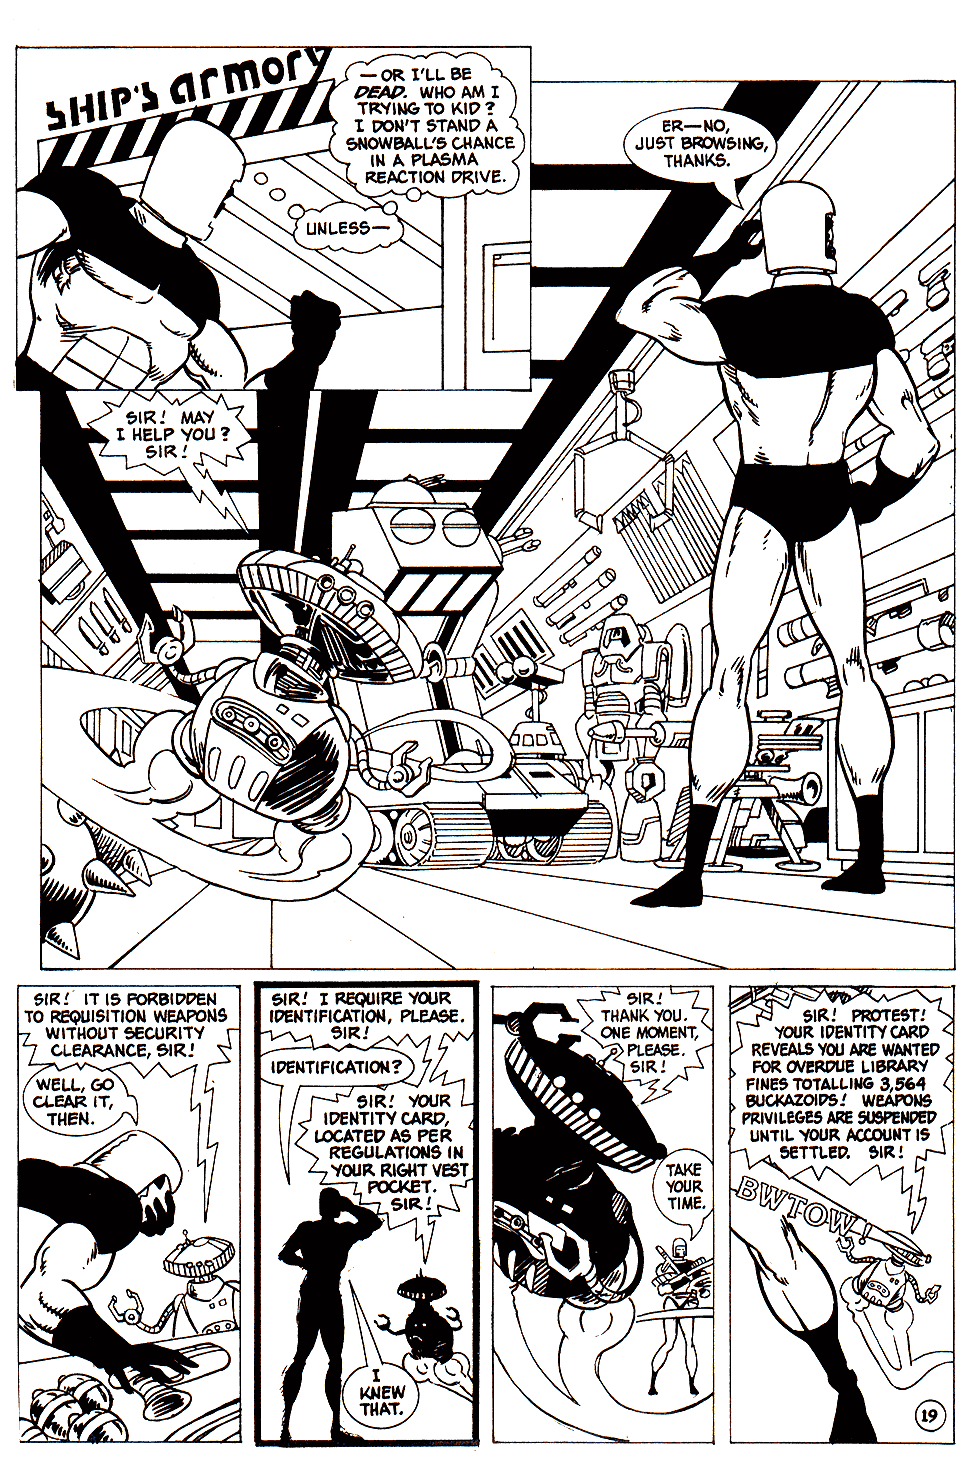 SHIP'S armory
—OR I'LL BE
DEAD. WHO AM I
TRYING TO KID?
I DON'T STAND A
SNOWBALL'S CHANCE
IN A PLASMA
REACTION DRIVE.
UNLESS—
ER—NO,
JUST BROWSING,
THANKS.
SIR! MAY
I HELP YOU?
SIR!
SIR! IT IS FORBIDDEN
TO REQUISITION WEAPONS
WITHOUT SECURITY
CLEARANCE, SIR!
WELL, GO
CLEAR IT,
THEN.
SIR! I REQUIRE YOUR
IDENTIFICATION, PLEASE.
SIR!
IDENTIFICATION?
SIR! YOUR
IDENTITY CARD,
LOCATED AS PER
REGULATIONS IN
YOUR RIGHT VEST
POCKET.
SIR!
I
KNEW
THAT.
SIR!
THANK YOU.
ONE MOMENT,
PLEASE.
SIR!
TAKE
YOUR
TIME.
SIR! PROTEST!
YOUR IDENTITY CARD
REVEALS YOU ARE WANTED
FOR OVERDUE LIBRARY
FINES TOTALLING 3,564
BUCKAZOIDS! WEAPONS
PRIVILEGES ARE SUSPENDED
UNTIL YOUR ACCOUNT IS
SETTLED. SIR!
BWTOW!
19